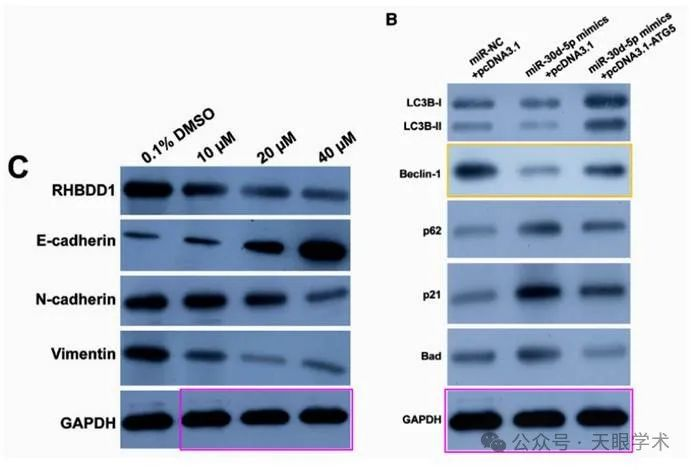 C
0.1% DMSO
10 μM
20 μM
40 μM
RHBDD1
E-cadherin
N-cadherin
Vimentin
GAPDH
B
miR-NC
+pcDNA3.1
miR-30d-5p mimics
+pcDNA3.1
miR-30d-5p mimics
+pcDNA3.1-ATG5
LC3B-I
LC3B-II
Beclin-1
p62
p21
Bad
GAPDH
公众号・天眼学术